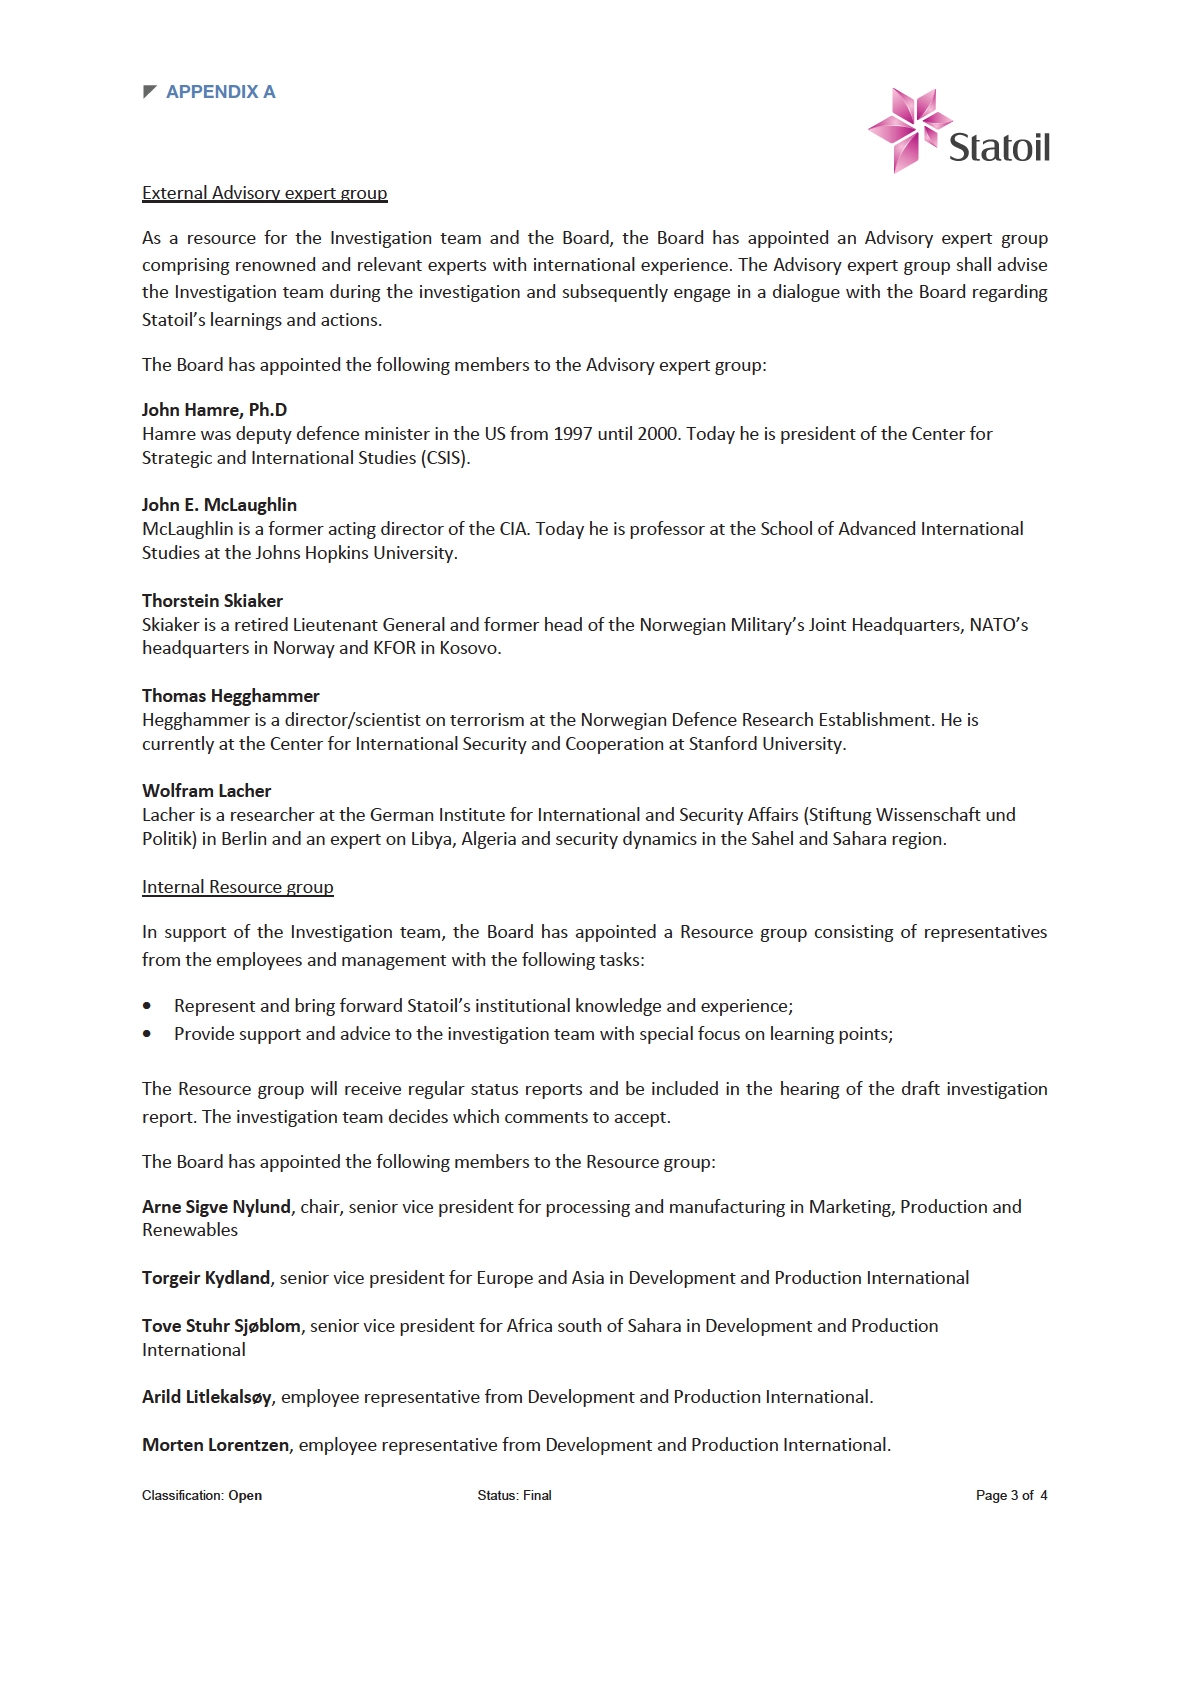 APPENDIX A
Statoil
External Advisory expert group
As a resource for the Investigation team and the Board, the Board has appointed an Advisory expert group
comprising renowned and relevant experts with international experience. The Advisory expert group shall advise
the Investigation team during the investigation and subsequently engage in a dialogue with the Board regarding
Statoil’s learnings and actions.
The Board has appointed the following members to the Advisory expert group:
John Hamre, Ph.D
Hamre was deputy defence minister in the US from 1997 until 2000. Today he is president of the Center for
Strategic and International Studies (CSIS).
John E. McLaughlin
McLaughlin is a former acting director of the CIA. Today he is professor at the School of Advanced International
Studies at the Johns Hopkins University.
Thorstein Skiaker
Skiaker is a retired Lieutenant General and former head of the Norwegian Military’s Joint Headquarters, NATO’s
headquarters in Norway and KFOR in Kosovo.
Thomas Hegghammer
Hegghammer is a director/scientist on terrorism at the Norwegian Defence Research Establishment. He is
currently at the Center for International Security and Cooperation at Stanford University.
Wolfram Lacher
Lacher is a researcher at the German Institute for International and Security Affairs (Stiftung Wissenschaft und
Politik) in Berlin and an expert on Libya, Algeria and security dynamics in the Sahel and Sahara region.
Internal Resource group
In support of the Investigation team, the Board has appointed a Resource group consisting of representatives
from the employees and management with the following tasks:
• Represent and bring forward Statoil’s institutional knowledge and experience;
• Provide support and advice to the investigation team with special focus on learning points;
The Resource group will receive regular status reports and be included in the hearing of the draft investigation
report. The investigation team decides which comments to accept.
The Board has appointed the following members to the Resource group:
Arne Sigve Nylund, chair, senior vice president for processing and manufacturing in Marketing, Production and
Renewables
Torgeir Kydland, senior vice president for Europe and Asia in Development and Production International
Tove Stuhr Sjøblom, senior vice president for Africa south of Sahara in Development and Production
International
Arild Litlekalsøy, employee representative from Development and Production International.
Morten Lorentzen, employee representative from Development and Production International.
Classification: Open Status: Final Page 3 of 4